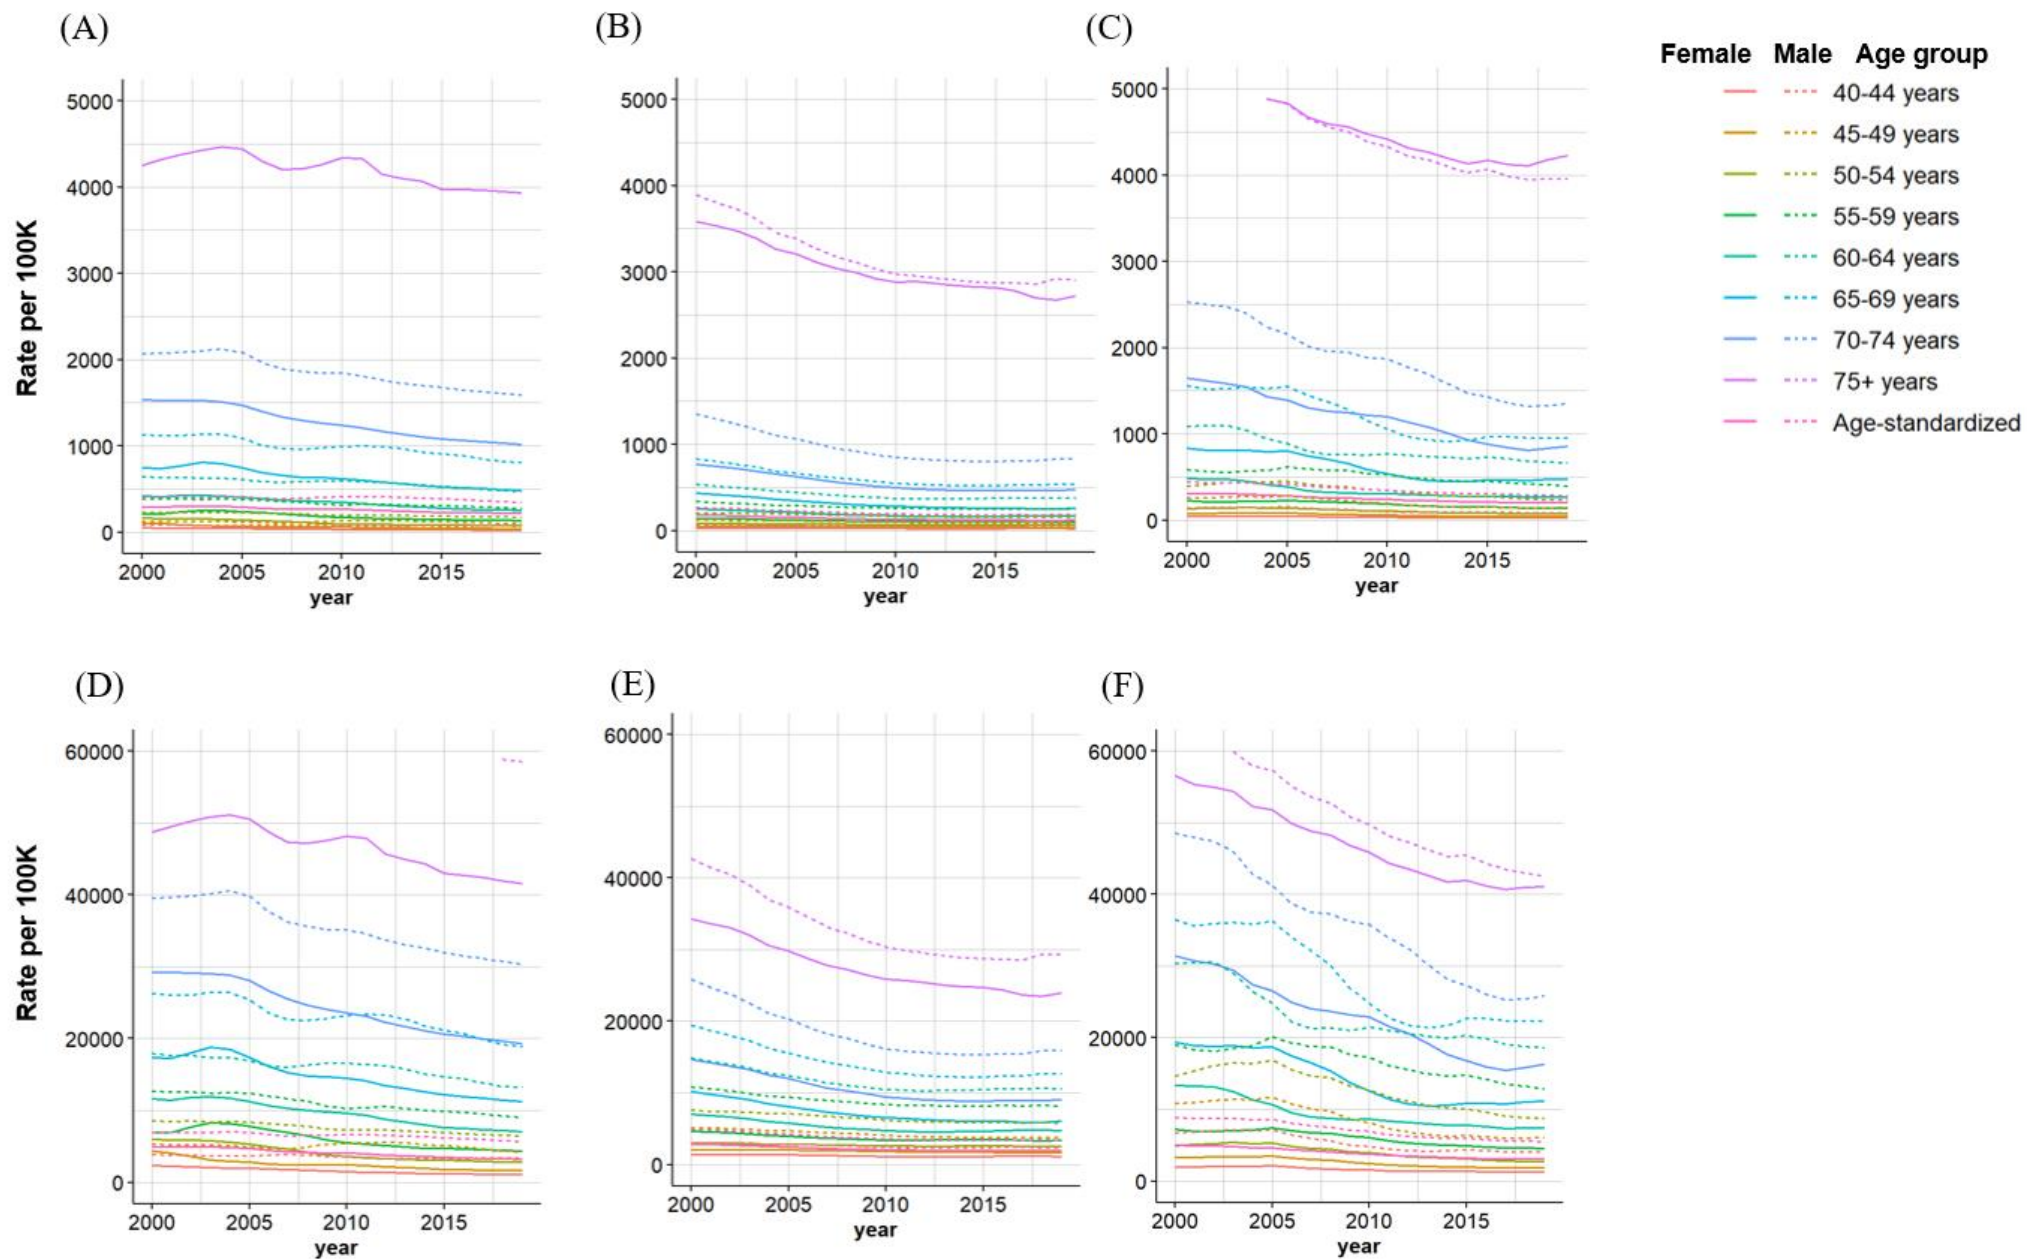 (A)
(B)
(C)
Female Male Age group
40-44 years
45-49 years
50-54 years
55-59 years
60-64 years
65-69 years
70-74 years
75+ years
Age-standardized
Rate per 100K
5000
4000
3000
2000
1000
0
2000 2005 2010 2015
year
5000
4000
3000
2000
1000
0
2000 2005 2010 2015
year
5000
4000
3000
2000
1000
0
2000 2005 2010 2015
year
(D)
(E)
(F)
Rate per 100K
60000
40000
20000
0
2000 2005 2010 2015
year
60000
40000
20000
0
2000 2005 2010 2015
year
60000
40000
20000
0
2000 2005 2010 2015
year